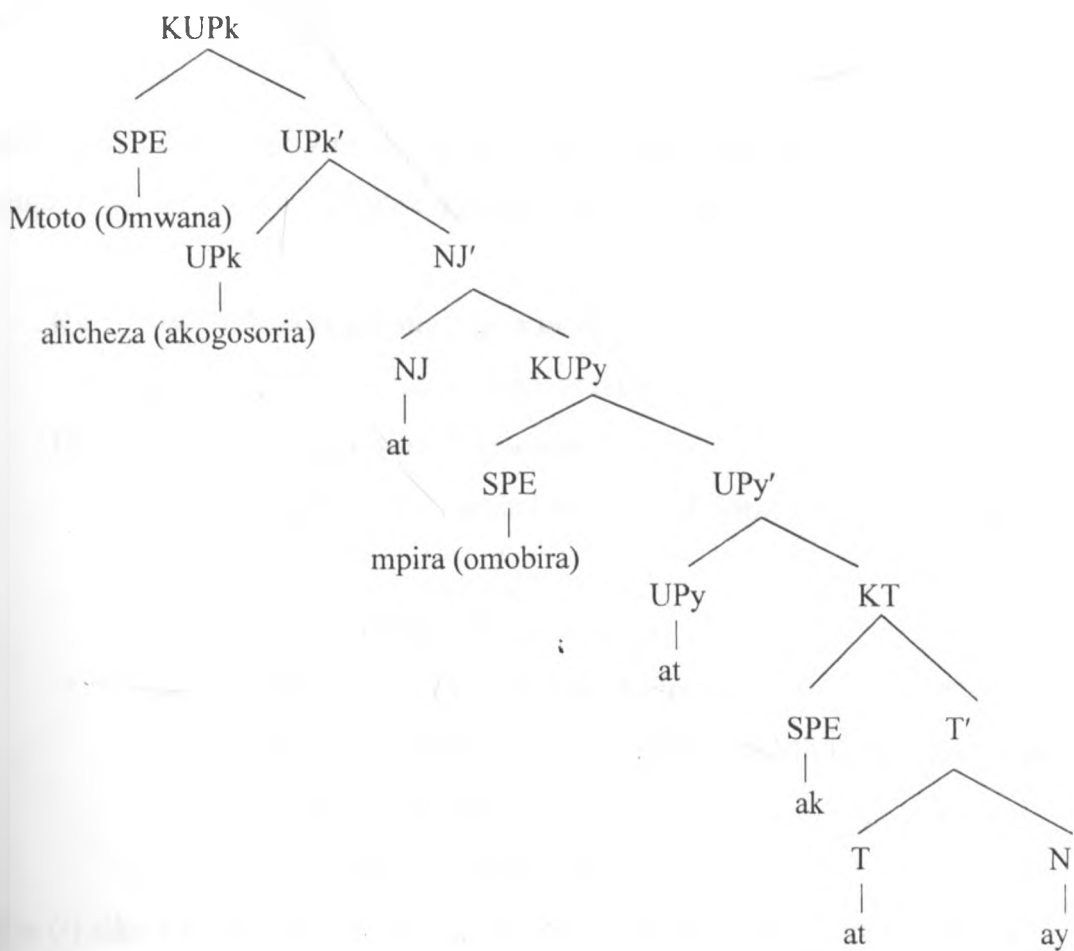 KUPk
SPE UPk′
Mtoto (Omwana)
UPk NJ′
alicheza (akogosoria)
NJ KUPy
at
SPE UPy′
mpira (omobira)
UPy KT
at
SPE T′
ak
T N
at ay